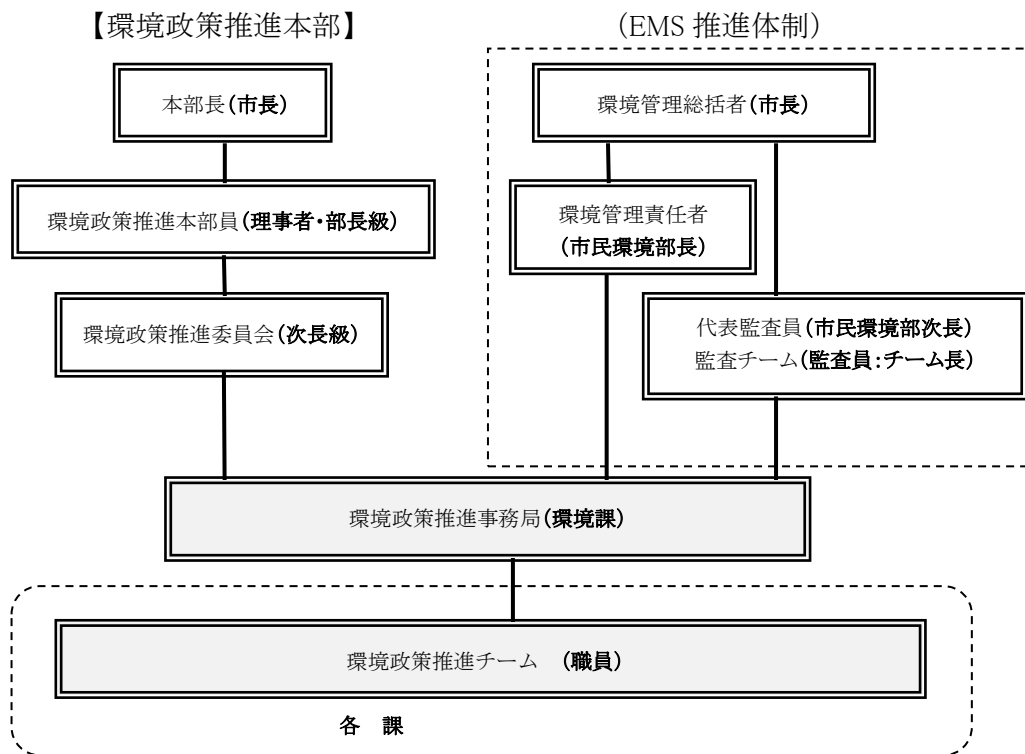 【環境政策推進本部】
(EMS 推進体制)
本部長(市長)
環境管理総括者(市長)
環境政策推進本部員(理事者・部長級)
環境管理責任者
(市民環境部長)
環境政策推進委員会(次長級)
代表監査員(市民環境部次長)
監査チーム(監査員:チーム長)
環境政策推進事務局(環境課)
環境政策推進チーム　(職員)
各　課